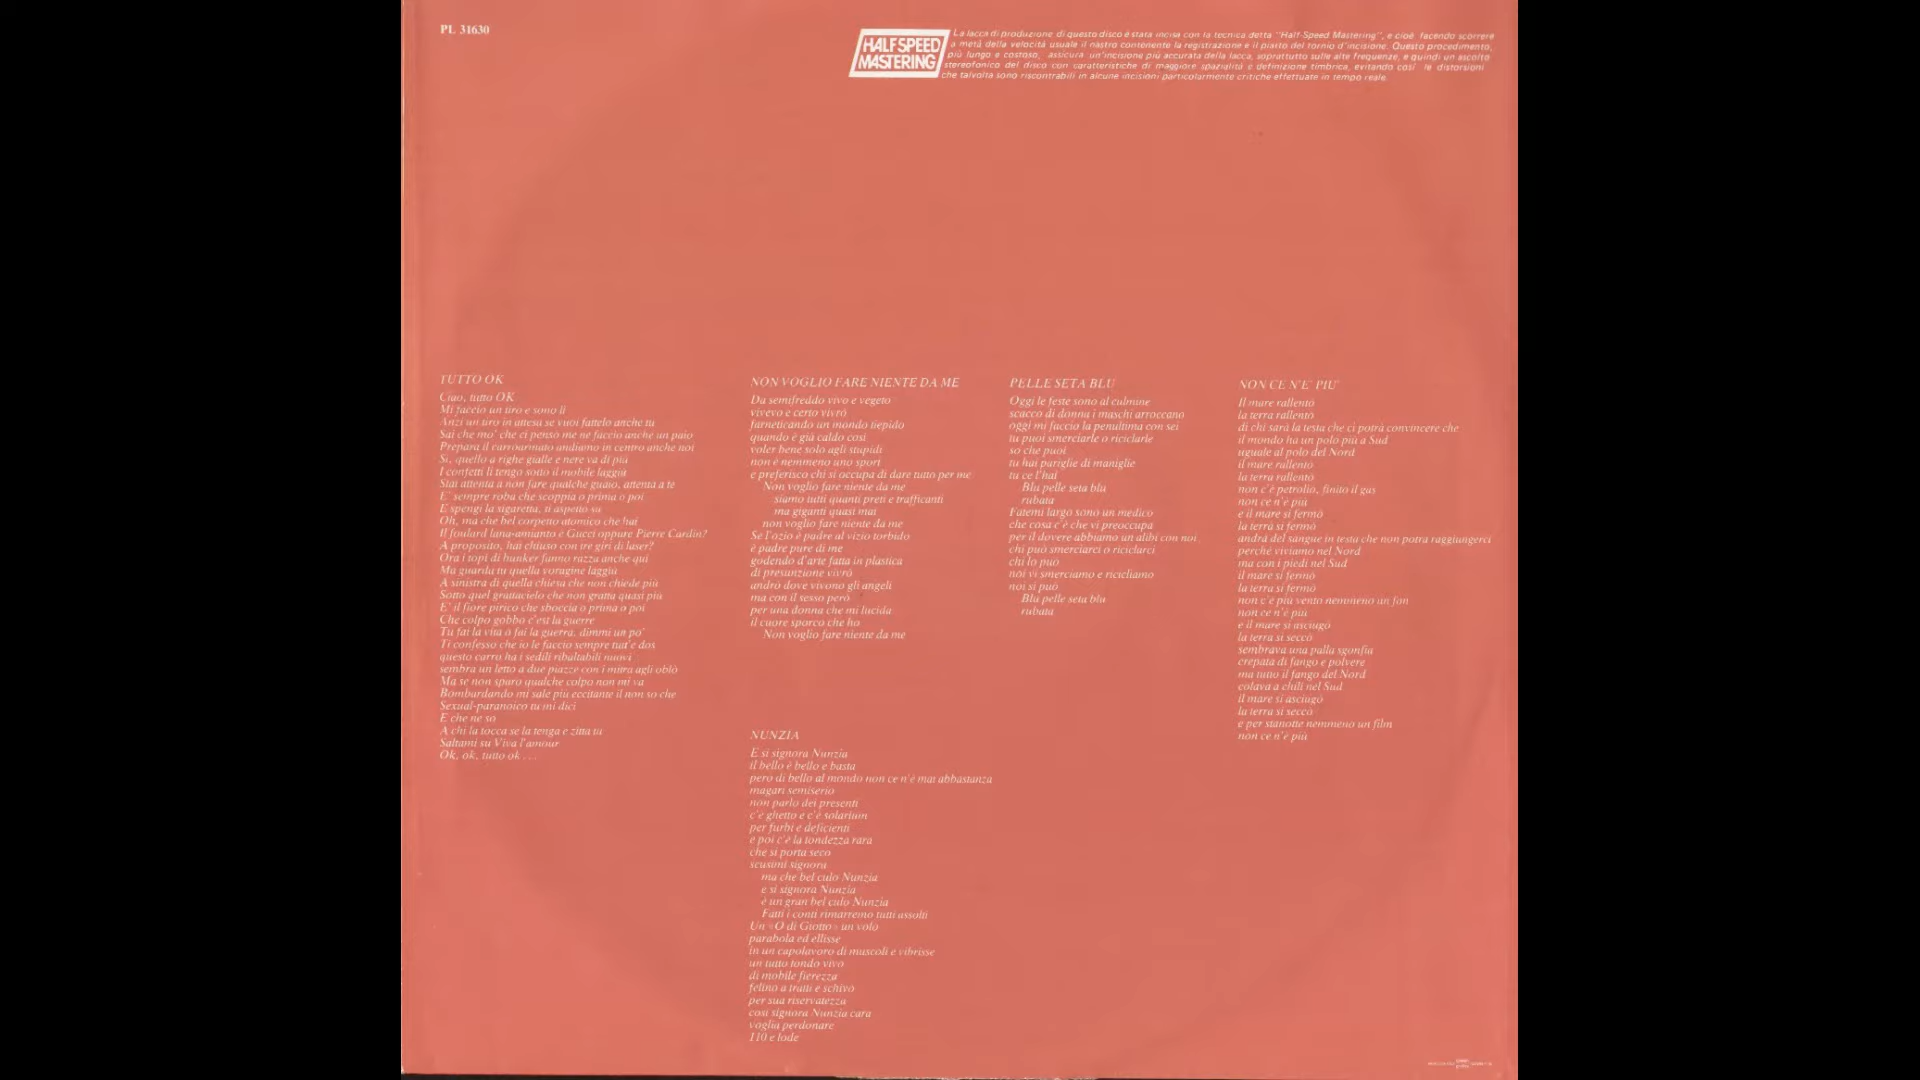 PL 31630
HALF SPEED
MASTERING
La lacca di produzione di questo disco è stata incisa con la tecnica detta "Half-Speed Mastering", e cioè facendo scorrere
a metà della velocità usuale il nastro contenente la registrazione e il piatto del tornio d'incisione. Questo procedimento,
più lungo e costoso, assicura un'incisione più accurata della lacca, soprattutto sulle alte frequenze, e quindi un ascolto
stereofonico del disco con caratteristiche di maggiore spazialità e definizione timbrica, evitando così le distorsioni
che talvolta sono riscontrabili in alcune incisioni particolarmente critiche effettuate in tempo reale.
TUTTO OK
Ciao, tutto OK
Mi faccio un tiro e sono lì
Anzi un tiro in attesa se vuoi fattelo anche tu
Sai che mo' che ci penso me ne faccio anche un paio
Prepara il carroarmato andiamo in centro anche noi
Sì, quello a righe gialle e nere va di più
I confetti li tengo sotto il mobile laggiù
Stai attenta a non fare qualche guaio, attenta a te
E' sempre roba che scoppia o prima o poi
E spengi la sigaretta, ti aspetto su
Oh, ma che bel corpetto atomico che hai
Il foulard lana-amianto è Gucci oppure Pierre Cardin?
A proposito, hai chiuso con tre giri di laser?
Ora i topi di bunker fanno razza anche qui
Ma guarda tu quella voragine laggiù
A sinistra di quella chiesa che non chiede più
Sotto quel grattacielo che non gratta quasi più
E' il fiore pirico che sboccia o prima o poi
Che colpo gobbo c'est la guerre
Tu fai la vita o fai la guerra, dimmi un po'
Ti confesso che io le faccio sempre tutt'e dos
questo carro ha i sedili ribaltabili nuovi
sembra un letto a due piazze con i mitra agli oblò
Ma se non sparo qualche colpo non mi va
Bombardando mi sale più eccitante il non so che
Sexual-paranoico tu mi dici
E che ne so
A chi la tocca se la tenga e zitta tu
Saltami su Viva l'amour
Ok, ok, tutto ok . . .
NON VOGLIO FARE NIENTE DA ME
Da semifreddo vivo e vegeto
vivevo e certo vivrò
farneticando un mondo tiepido
quando è già caldo così
voler bene solo agli stupidi
non è nemmeno uno sport
e preferisco chi si occupa di dare tutto per me
Non voglio fare niente da me
siamo tutti quanti preti e trafficanti
ma giganti quasi mai
non voglio fare niente da me
Se l'ozio è padre al vizio torbido
è padre pure di me
godendo d'arte fatta in plastica
di presunzione vivrò
andrò dove vivono gli angeli
ma con il sesso però
per una donna che mi lucida
il cuore sporco che ho
Non voglio fare niente da me
NUNZIA
E si signora Nunzia
il bello è bello e basta
però di bello al mondo non ce n'è mai abbastanza
magari semiserio
non parlo dei presenti
c'è ghetto e c'è solarium
per furbi e deficienti
e poi c'è la tondezza rara
che si porta seco
scusimi signora
ma che bel culo Nunzia
e si signora Nunzia
è un gran bel culo Nunzia
Fatti i conti rimarremo tutti assolti
Un «O di Giotto» un volo
parabola ed ellisse
in un capolavoro di muscoli e vibrisse
un tutto tondo vivo
di mobile fierezza
felino a tratti e schivo
per sua riservatezza
così signora Nunzia cara
voglia perdonare
110 e lode
PELLE SETA BLU
Oggi le feste sono al culmine
scacco di donna i maschi arroccano
oggi mi faccio la penultima con sei
tu puoi smerciarle o riciclarle
so che puoi
tu hai pariglie di maniglie
tu ce l'hai
Blu pelle seta blu
rubata
Fatemi largo sono un medico
che cosa c'è che vi preoccupa
per il dovere abbiamo un alibi con noi
chi può smerciarci o riciclarci
chi lo può
noi vi smerciamo e ricicliamo
noi si può
Blu pelle seta blu
rubata
NON CE N'E' PIU'
Il mare rallentò
la terra rallentò
di chi sarà la testa che ci potrà convincere che
il mondo ha un polo più a Sud
uguale al polo del Nord
il mare rallentò
la terra rallentò
non c'è petrolio, finito il gas
non ce n'è più
e il mare si fermò
la terra si fermò
andrà del sangue in testa che non potrà raggiungerci
perché viviamo nel Nord
ma con i piedi nel Sud
il mare si fermò
la terra si fermò
non c'è più vento nemmeno un fon
non ce n'è più
e il mare si asciugò
la terra si seccò
sembrava una palla sgonfia
crepata di fango e polvere
ma tutto il fango del Nord
colava a chili nel Sud
il mare si asciugò
la terra si seccò
e per stanotte nemmeno un film
non ce n'è più